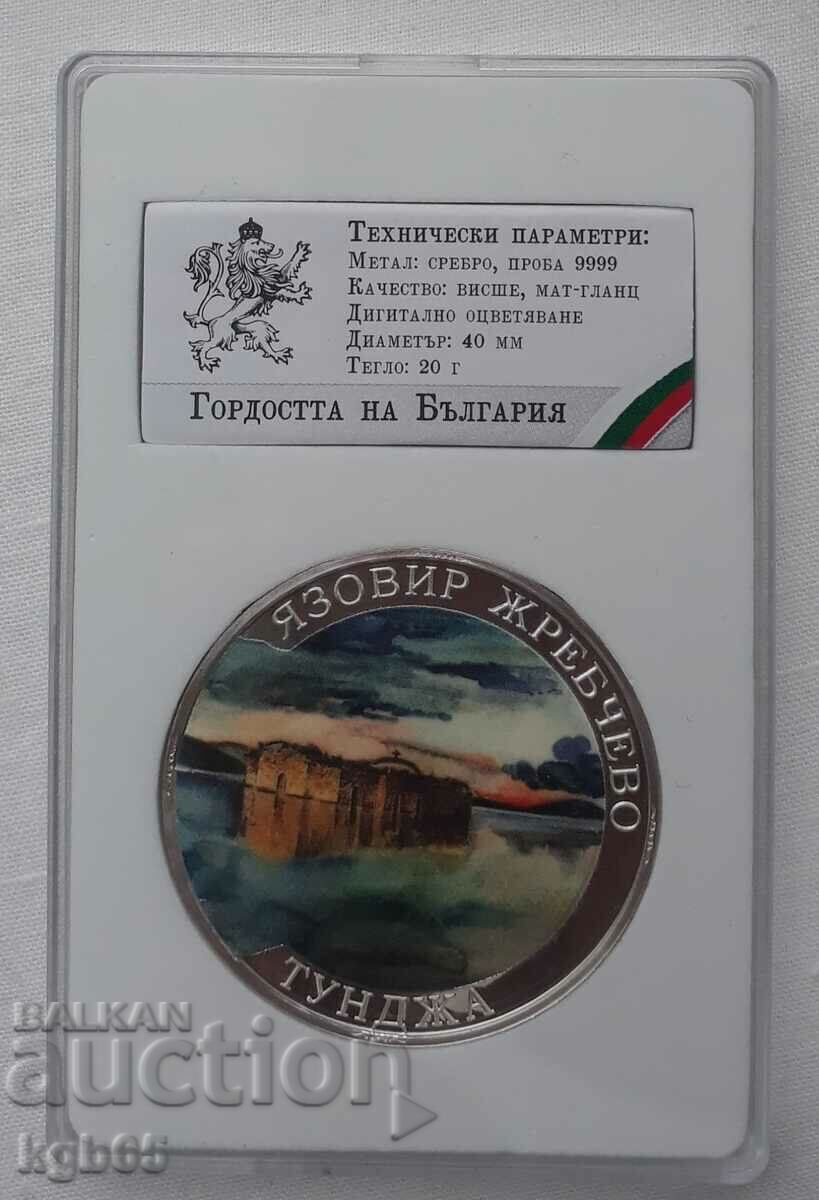 Технически параметри:
Метал: сребро, проба 9999
Качество: висше, мат-гланц
Дигитално оцветяване
Диаметър: 40 мм
Тегло: 20 г
Гордостта на България
ЯЗОВИР ЖРЕБЧЕВО
ТУНДЖА
BALKAN
auction
kgb65